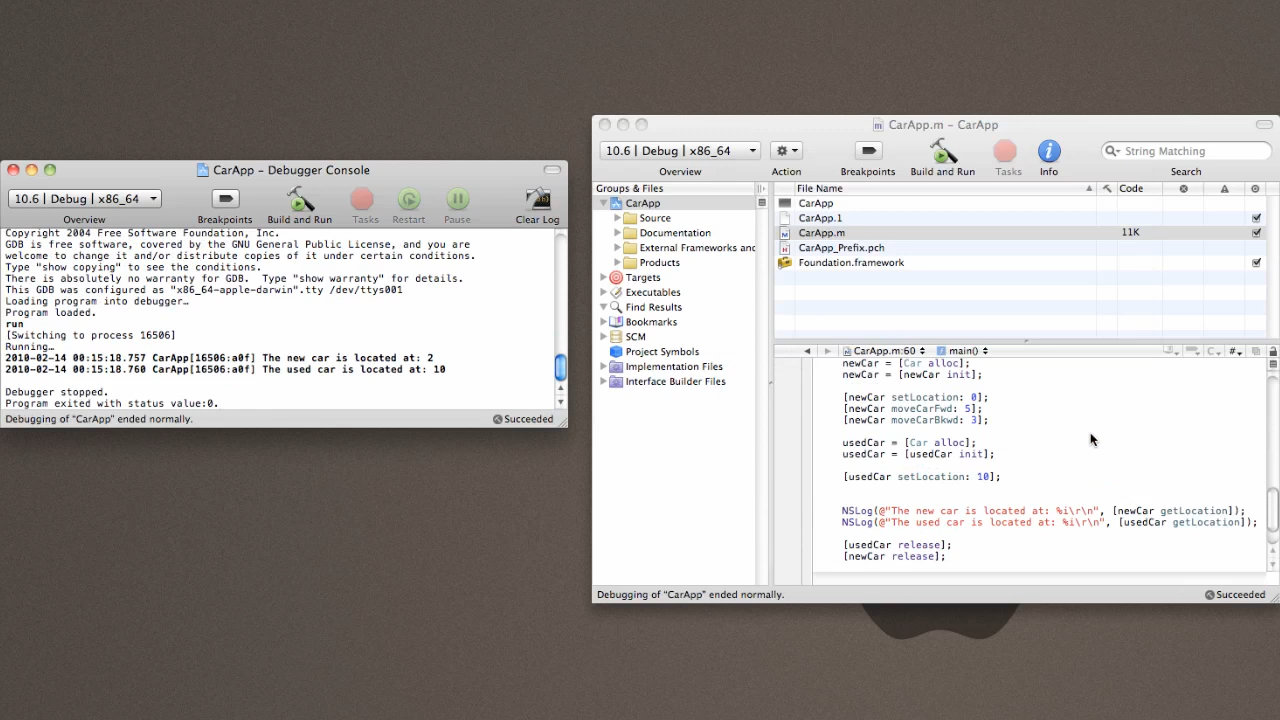 CarApp – Debugger Console
10.6 | Debug | x86_64
Overview
Breakpoints
Build and Run
Tasks
Restart
Pause
Clear Log
Copyright 2004 Free Software Foundation, Inc.
GDB is free software, covered by the GNU General Public License, and you are
welcome to change it and/or distribute copies of it under certain conditions.
Type "show copying" to see the conditions.
There is absolutely no warranty for GDB.  Type "show warranty" for details.
This GDB was configured as "x86_64-apple-darwin".tty /dev/ttys001
Loading program into debugger…
Program loaded.
run
[Switching to process 16506]
Running…
2010-02-14 00:15:18.757 CarApp[16506:a0f] The new car is located at: 2
2010-02-14 00:15:18.760 CarApp[16506:a0f] The used car is located at: 10
Debugger stopped.
Program exited with status value:0.
Debugging of “CarApp” ended normally.
Succeeded
CarApp.m – CarApp
10.6 | Debug | x86_64
Overview
Action
Breakpoints
Build and Run
Tasks
Info
String Matching
Search
Groups & Files
CarApp
Source
Documentation
External Frameworks and
Products
Targets
Executables
Find Results
Bookmarks
SCM
Project Symbols
Implementation Files
Interface Builder Files
File Name
Code
CarApp
CarApp.1
CarApp.m
11K
CarApp_Prefix.pch
Foundation.framework
CarApp.m:60
main()
newCar = [Car alloc];
newCar = [newCar init];
[newCar setLocation: 0];
[newCar moveCarFwd: 5];
[newCar moveCarBkwd: 3];
usedCar = [Car alloc];
usedCar = [usedCar init];
[usedCar setLocation: 10];
NSLog(@"The new car is located at: %i\r\n", [newCar getLocation]);
NSLog(@"The used car is located at: %i\r\n", [usedCar getLocation]);
[usedCar release];
[newCar release];
Debugging of “CarApp” ended normally.
Succeeded